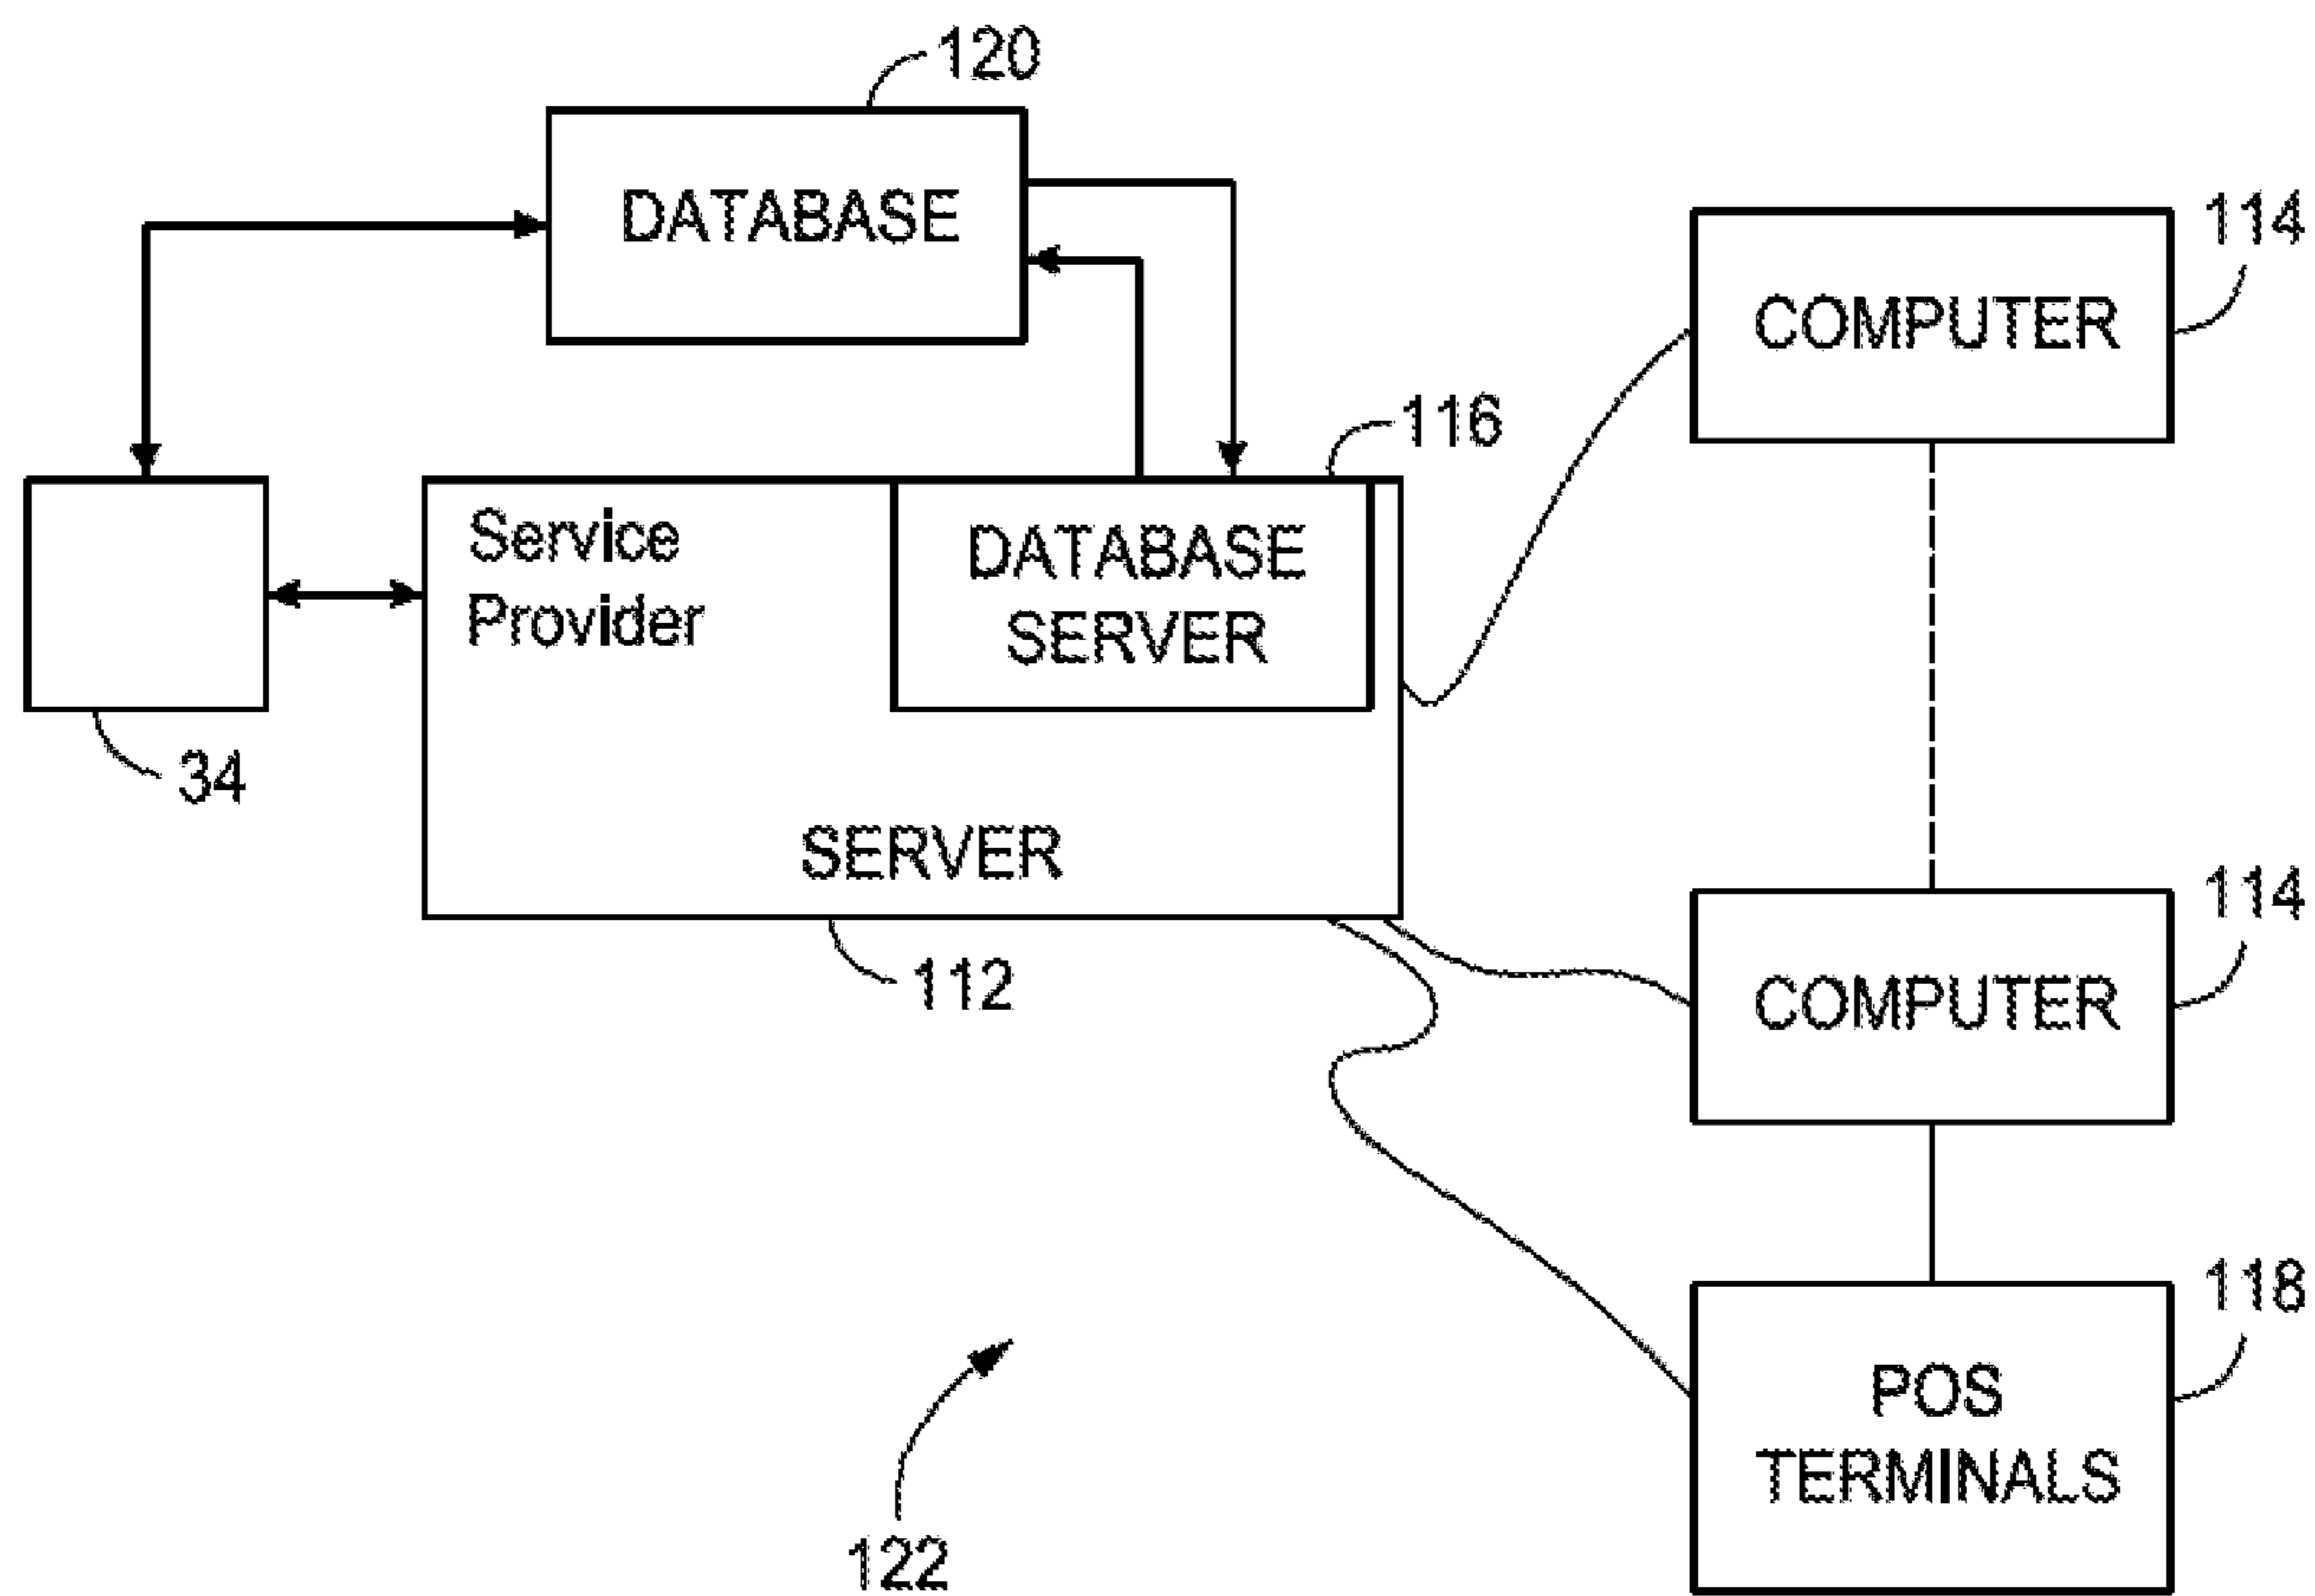 120
DATABASE
114
COMPUTER
116
Service
Provider
DATABASE
SERVER
34
SERVER
112
114
COMPUTER
118
POS
TERMINALS
122